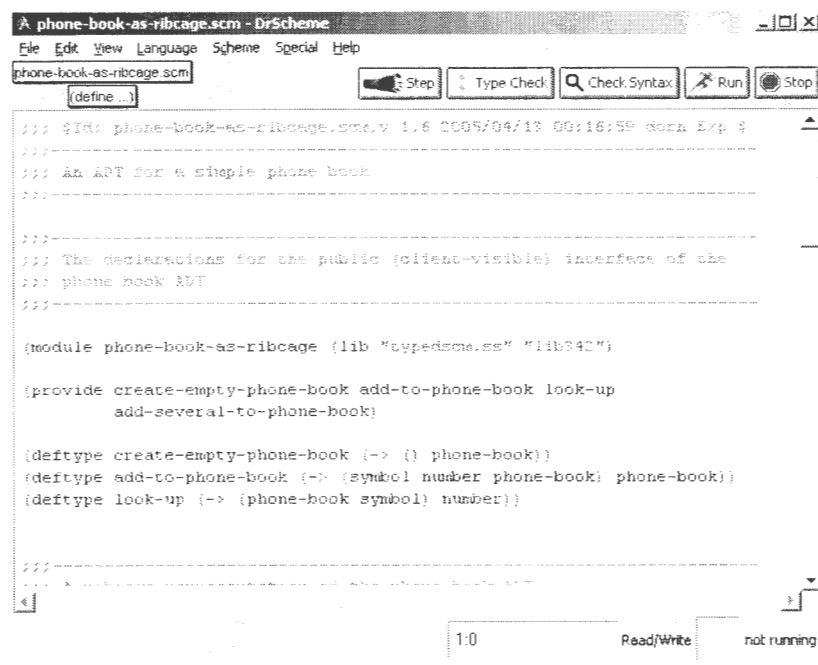 phone-book-as-ribcage.scm - DrScheme
File Edit View Language Scheme Special Help
phone-book-as-ribcage.scm
(define ...)
Step Type Check Check Syntax Run Stop
;;; $Id: phone-book-as-ribcage.scm,v 1.6 2005/04/13 00:16:59 dorn Exp $
;;;----------------------------------------------------------------------
;;; An ADT for a simple phone book
;;;----------------------------------------------------------------------
;;;----------------------------------------------------------------------
;;; The declarations for the public (client-visible) interface of the
;;; phone book ADT
;;;----------------------------------------------------------------------
(module phone-book-as-ribcage (lib "typedscm.ss" "lib342")
(provide create-empty-phone-book add-to-phone-book look-up
add-several-to-phone-book)
(deftype create-empty-phone-book (-> () phone-book))
(deftype add-to-phone-book (-> (symbol number phone-book) phone-book))
(deftype look-up (-> (phone-book symbol) number))
;;;----------------------------------------------------------------------
1:0 Read/Write not running